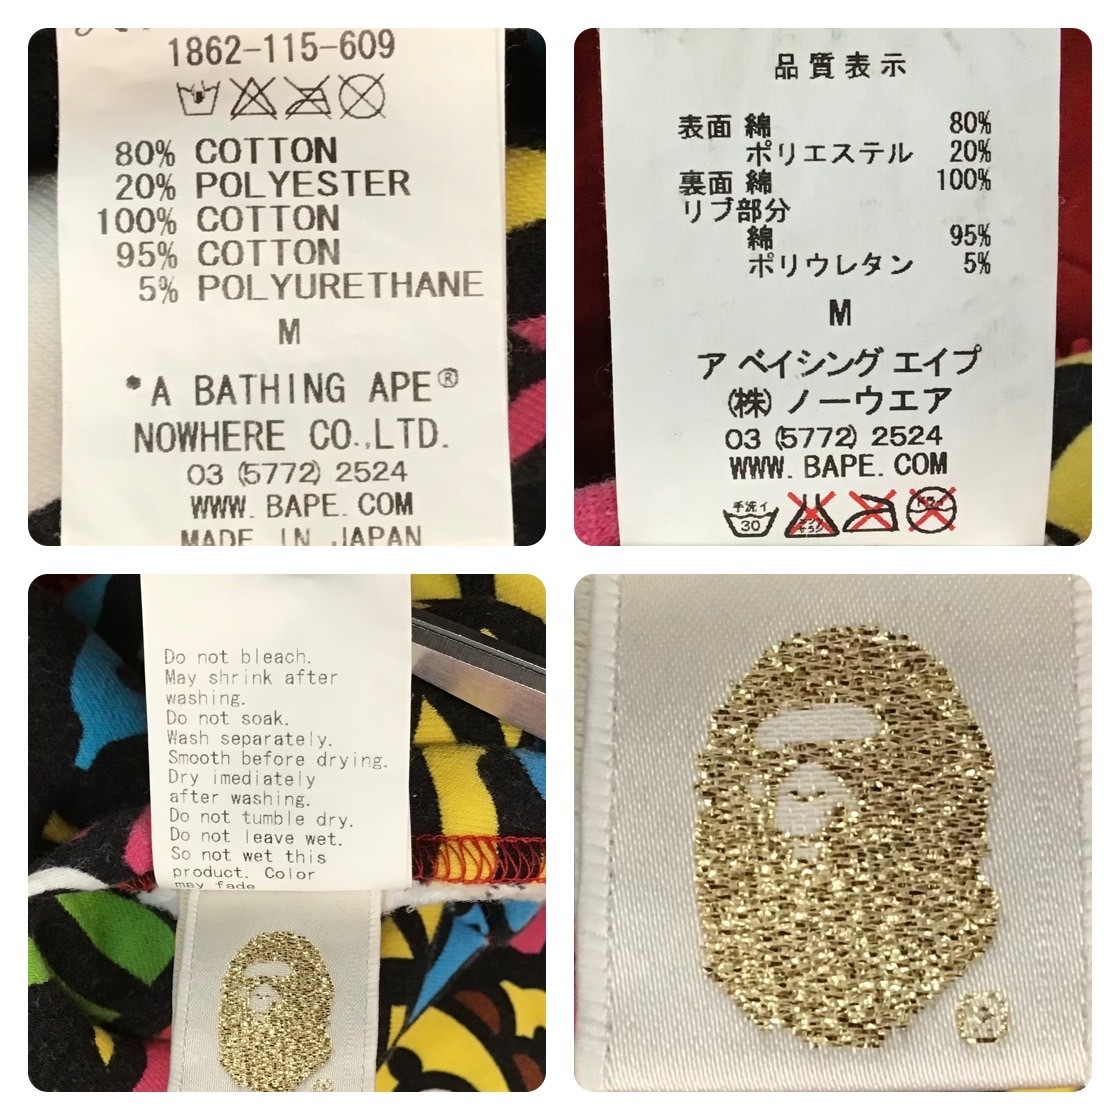 1862-115-609
80% COTTON
20% POLYESTER
100% COTTON
95% COTTON
5% POLYURETHANE
M
*A BATHING APE®
NOWHERE CO.,LTD.
03 (5772) 2524
WWW. BAPE. COM
MADE IN JAPAN
品質表示
表面 綿 80%
ポリエステル 20%
裏面 綿 100%
リブ部分
綿 95%
ポリウレタン 5%
M
ア ベイシング エイプ
(株) ノーウエア
03 (5772) 2524
WWW. BAPE. COM
手洗イ
30
Do not bleach.
May shrink after
washing.
Do not soak.
Wash separately.
Smooth before drying.
Dry imediately
after washing.
Do not tumble dry.
Do not leave wet.
So not wet this
product. Color
may fade